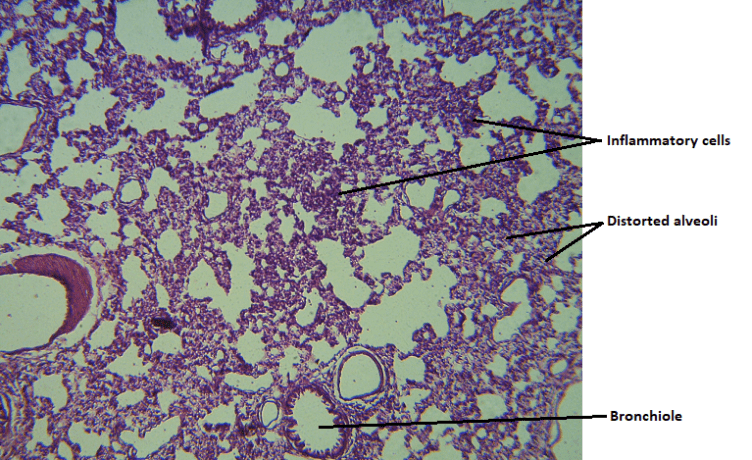 Inflammatory cells
Distorted alveoli
Bronchiole